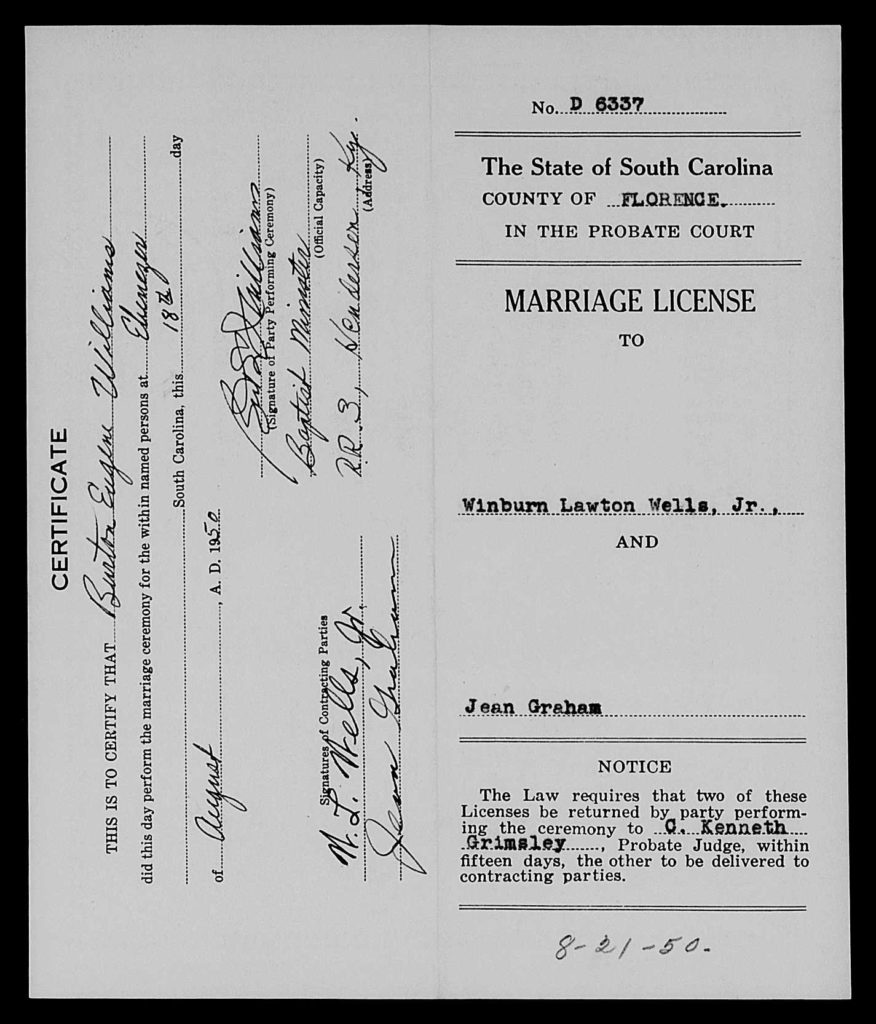 CERTIFICATE
THIS IS TO CERTIFY THAT Burton Eugene Williams
did this day perform the marriage ceremony for the within named persons at Ebenezer
South Carolina, this 18th day
of August, A. D. 1950
Williams
(Signature of Party Performing Ceremony)
Baptist Minister
(Official Capacity)
R.R. 3, Henderson, Ky.
(Address)
Signatures of Contracting Parties
W. L. Wells, Jr.
Jean Graham
No. D 6337
The State of South Carolina
COUNTY OF FLORENCE.
IN THE PROBATE COURT
MARRIAGE LICENSE
TO
Winburn Lawton Wells, Jr.,
AND
Jean Graham
NOTICE
The Law requires that two of these
Licenses be returned by party perform-
ing the ceremony to C. Kenneth
Grimsley, Probate Judge, within
fifteen days, the other to be delivered to
contracting parties.
8-21-50.